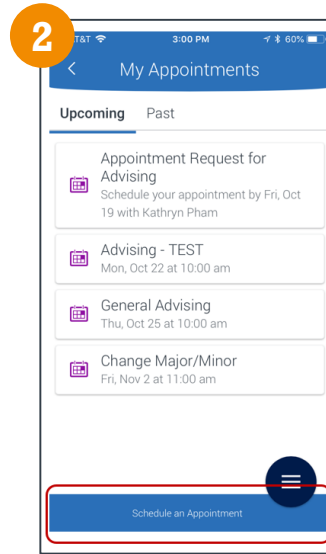 2
AT&T 3:00 PM 60%
My Appointments
Upcoming Past
Appointment Request for
Advising
Schedule your appointment by Fri, Oct
19 with Kathryn Pham
Advising - TEST
Mon, Oct 22 at 10:00 am
General Advising
Thu, Oct 25 at 10:00 am
Change Major/Minor
Fri, Nov 2 at 11:00 am
Schedule an Appointment